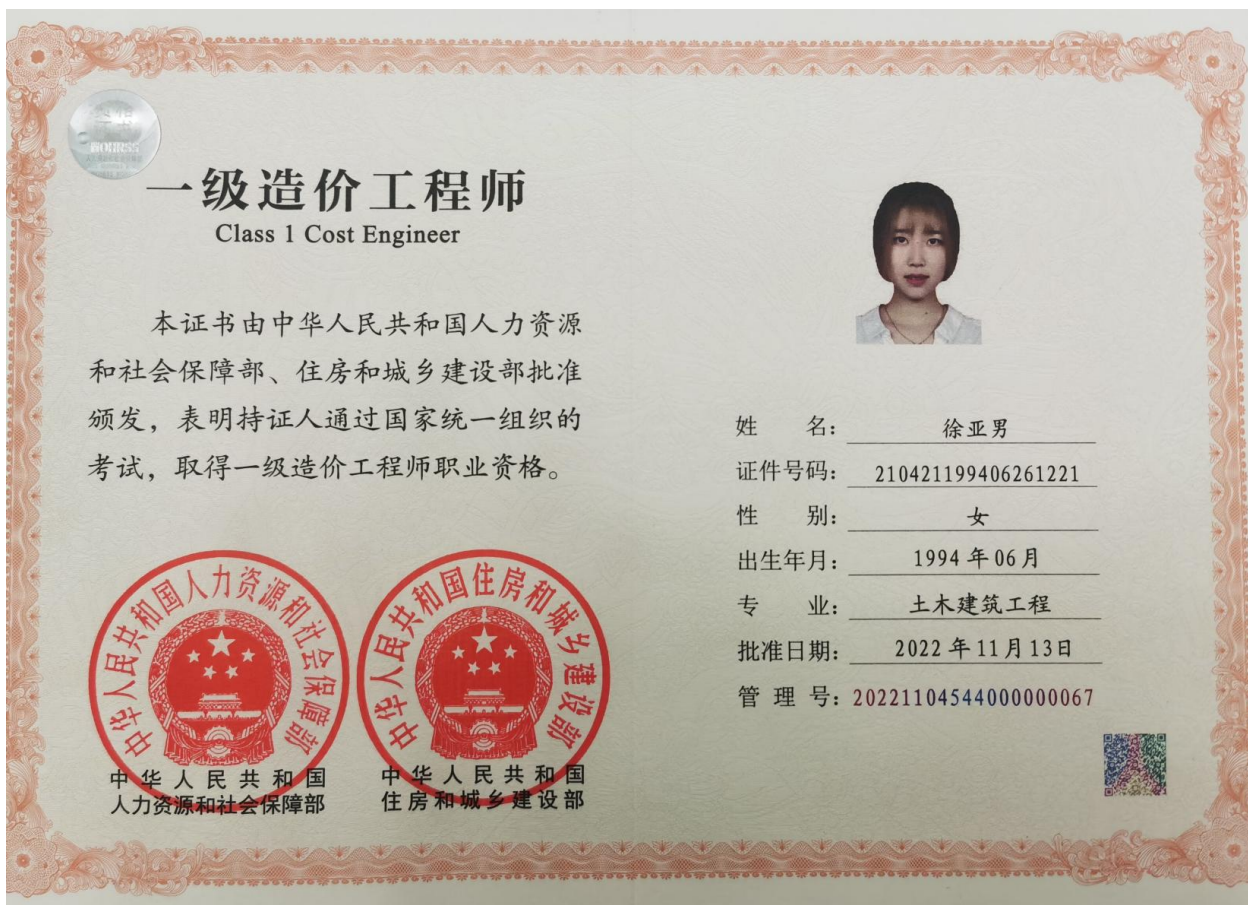 一级造价工程师
Class 1 Cost Engineer
本证书由中华人民共和国人力资源
和社会保障部、住房和城乡建设部批准
颁发，表明持证人通过国家统一组织的
考试，取得一级造价工程师职业资格。
中华人民共和国人力资源和社会保障部
中华人民共和国
人力资源和社会保障部
中华人民共和国住房和城乡建设部
中华人民共和国
住房和城乡建设部
姓 名： 徐亚男
证件号码： 210421199406261221
性 别： 女
出生年月： 1994年06月
专 业： 土木建筑工程
批准日期： 2022年11月13日
管 理 号：20221104544000000067